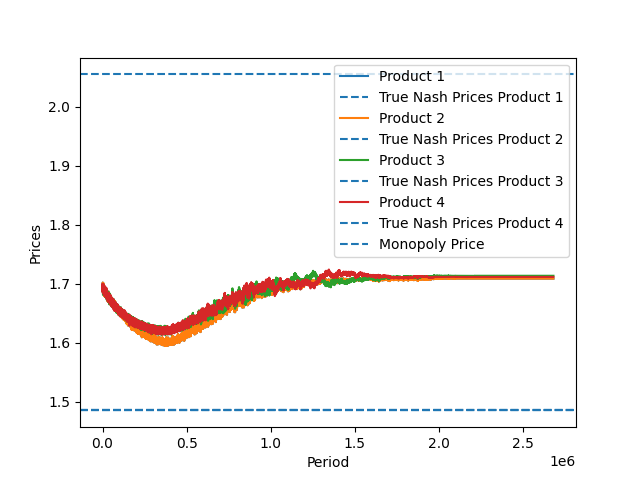 Product 1
True Nash Prices Product 1
Product 2
True Nash Prices Product 2
Product 3
True Nash Prices Product 3
Product 4
True Nash Prices Product 4
Monopoly Price
2.0
1.9
1.8
1.7
1.6
1.5
Prices
0.0 0.5 1.0 1.5 2.0 2.5
1e6
Period